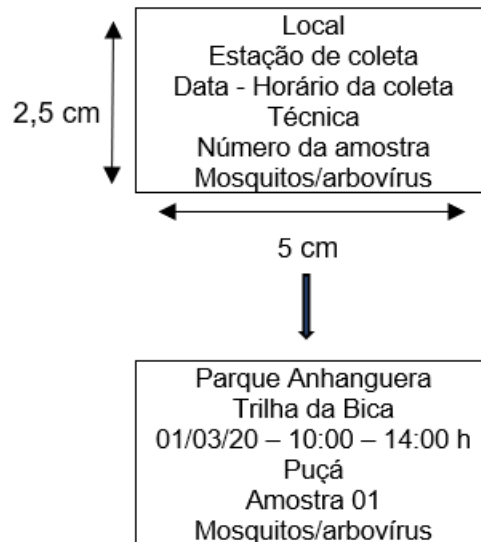 Local
Estação de coleta
Data - Horário da coleta
Técnica
Número da amostra
Mosquitos/arbovírus
2,5 cm
5 cm
Parque Anhanguera
Trilha da Bica
01/03/20 – 10:00 – 14:00 h
Puçá
Amostra 01
Mosquitos/arbovírus